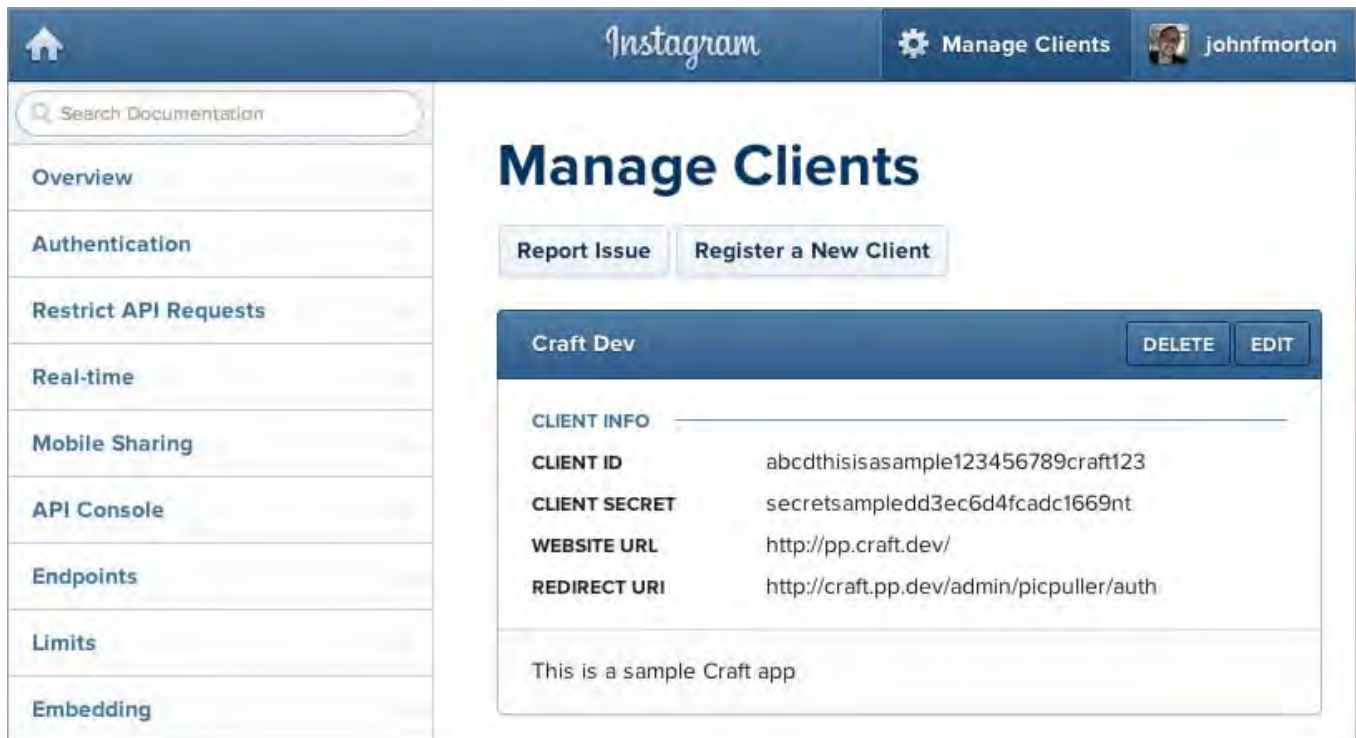 Instagram
Manage Clients
johnfmorton
Search Documentation
Overview
Authentication
Restrict API Requests
Real-time
Mobile Sharing
API Console
Endpoints
Limits
Embedding
Manage Clients
Report Issue
Register a New Client
Craft Dev
DELETE
EDIT
CLIENT INFO
CLIENT ID abcdthisisasample123456789craft123
CLIENT SECRET secretsampledd3ec6d4fcadc1669nt
WEBSITE URL http://pp.craft.dev/
REDIRECT URI http://craft.pp.dev/admin/picpuller/auth
This is a sample Craft app